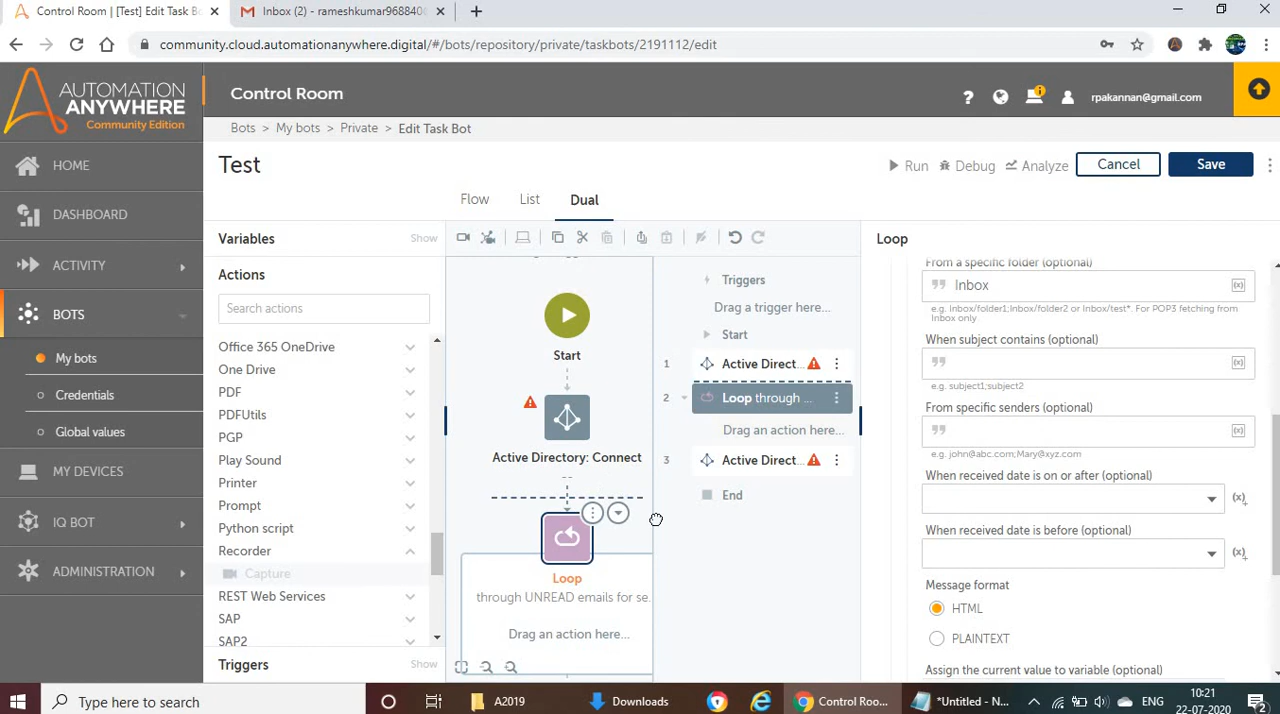 Control Room | [Test] Edit Task B
Inbox (2) - rameshkumar968840
community.cloud.automationanywhere.digital/#/bots/repository/private/taskbots/2191112/edit
AUTOMATION
ANYWHERE
Community Edition
Control Room
rpakannan@gmail.com
Bots > My bots > Private > Edit Task Bot
HOME
DASHBOARD
ACTIVITY
BOTS
My bots
Credentials
Global values
MY DEVICES
IQ BOT
ADMINISTRATION
Test
Run
Debug
Analyze
Cancel
Save
Flow
List
Dual
Variables
Show
Actions
Search actions
Office 365 OneDrive
One Drive
PDF
PDFUtils
PGP
Play Sound
Printer
Prompt
Python script
Recorder
Capture
REST Web Services
SAP
SAP2
Triggers
Show
Start
Active Directory: Connect
--
Loop
through UNREAD emails for se..
Drag an action here...
Triggers
Drag a trigger here...
Start
1 Active Direct...
2 Loop through ...
Drag an action here...
3 Active Direct...
End
Loop
From a specific folder (optional)
Inbox
e.g. Inbox/folder1;Inbox/folder2 or Inbox/test*. For POP3 fetching from
Inbox only
When subject contains (optional)
e.g. subject1;subject2
From specific senders (optional)
e.g. john@abc.com;Mary@xyz.com
When received date is on or after (optional)
When received date is before (optional)
Message format
HTML
PLAINTEXT
Assign the current value to variable (optional)
Type here to search
A2019
Downloads
Control Roo...
*Untitled - N...
ENG
10:21
22-07-2020
2